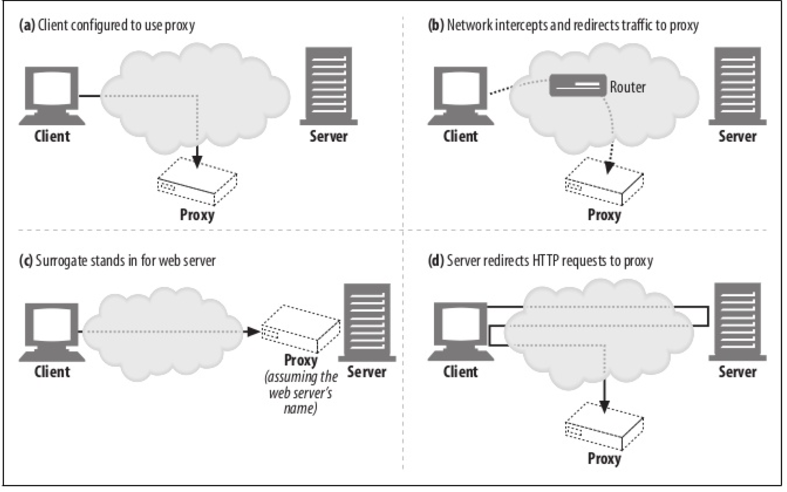 (a) Client configured to use proxy
Client
Server
Proxy
(b) Network intercepts and redirects traffic to proxy
Router
Client
Server
Proxy
(c) Surrogate stands in for web server
Client
Proxy
(assuming the
web server's
name)
Server
(d) Server redirects HTTP requests to proxy
Client
Server
Proxy